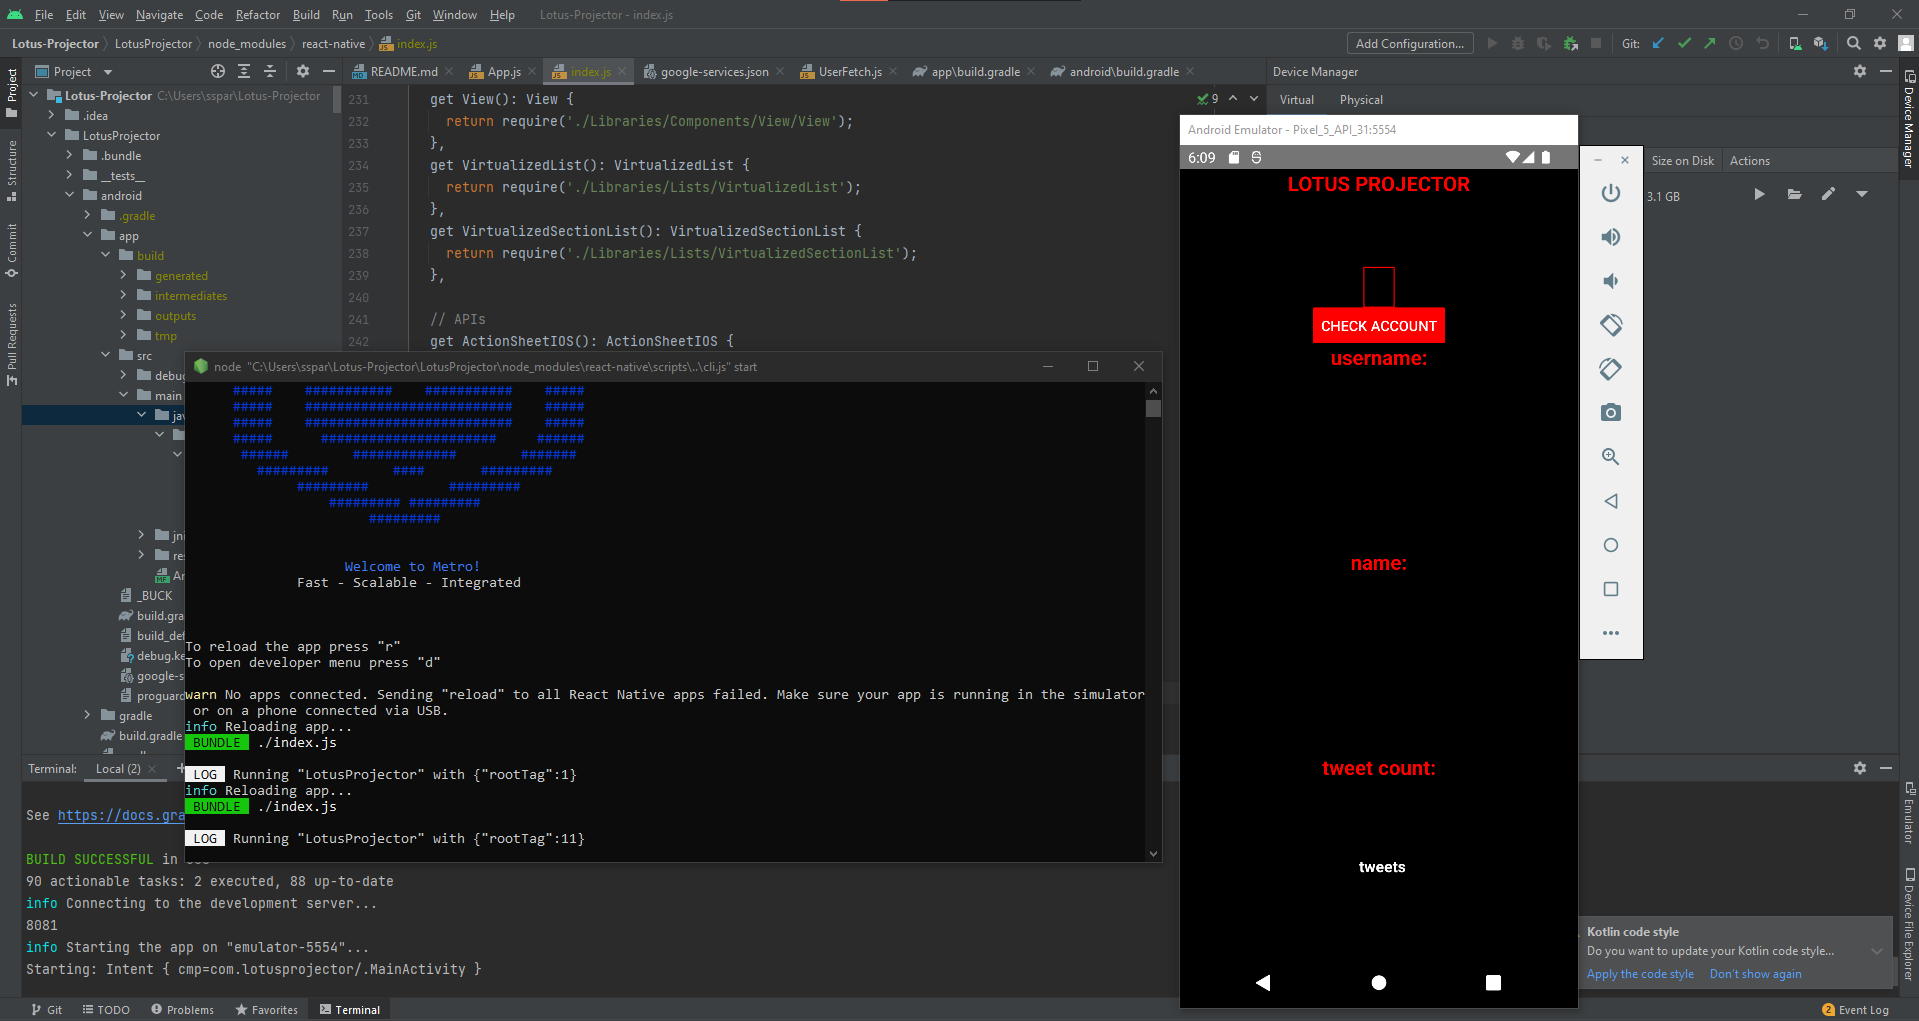 File Edit View Navigate Code Refactor Build Run Tools Git Window Help Lotus-Projector - index.js
Lotus-Projector LotusProjector node_modules react-native index.js Add Configuration... Git:
Project
README.md App.js index.js google-services.json UserFetch.js app\build.gradle android\build.gradle
Device Manager
Virtual Physical
Size on Disk Actions
3.1 GB
Project
Structure
Commit
Pull Requests
Lotus-Projector C:\Users\sspar\Lotus-Projector
.idea
LotusProjector
.bundle
__tests__
android
.gradle
app
build
generated
intermediates
outputs
tmp
src
debug
main
jav
jni
res
An
_BUCK
build.gra
build_def
debug.ke
google-s
proguard
gradle
build.gradle
9
231 get View(): View {
232 return require('./Libraries/Components/View/View');
233 },
234 get VirtualizedList(): VirtualizedList {
235 return require('./Libraries/Lists/VirtualizedList');
236 },
237 get VirtualizedSectionList(): VirtualizedSectionList {
238 return require('./Libraries/Lists/VirtualizedSectionList');
239 },
240
241 // APIs
242 get ActionSheetIOS(): ActionSheetIOS {
node "C:\Users\sspar\Lotus-Projector\LotusProjector\node_modules\react-native\scripts\..\cli.js" start
##### ########### ########### #####
##### ########################## #####
##### ########################## #####
##### ###################### ######
###### ############# #######
######### #### #########
######### #########
######### #########
#########
Welcome to Metro!
Fast - Scalable - Integrated
To reload the app press "r"
To open developer menu press "d"
warn No apps connected. Sending "reload" to all React Native apps failed. Make sure your app is running in the simulator
or on a phone connected via USB.
info Reloading app...
BUNDLE ./index.js
LOG Running "LotusProjector" with {"rootTag":1}
info Reloading app...
BUNDLE ./index.js
LOG Running "LotusProjector" with {"rootTag":11}
Terminal: Local (2)
See https://docs.gra
BUILD SUCCESSFUL in
90 actionable tasks: 2 executed, 88 up-to-date
info Connecting to the development server...
8081
info Starting the app on "emulator-5554"...
Starting: Intent { cmp=com.lotusprojector/.MainActivity }
Android Emulator - Pixel_5_API_31:5554
6:09
LOTUS PROJECTOR
CHECK ACCOUNT
username:
name:
tweet count:
tweets
Device Manager
Emulator
Device File Explorer
Kotlin code style
Do you want to update your Kotlin code style...
Apply the code style Don't show again
Git TODO Problems Favorites Terminal
2 Event Log